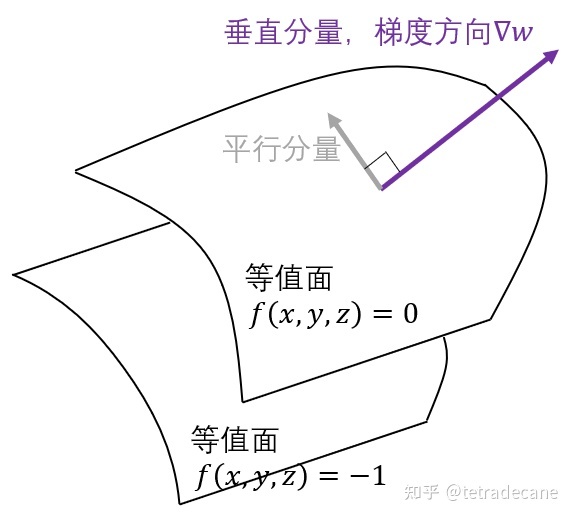 垂直分量，梯度方向∇w
平行分量
等值面
f(x,y,z) = 0
等值面
f(x,y,z) = −1
知乎 @tetradecane